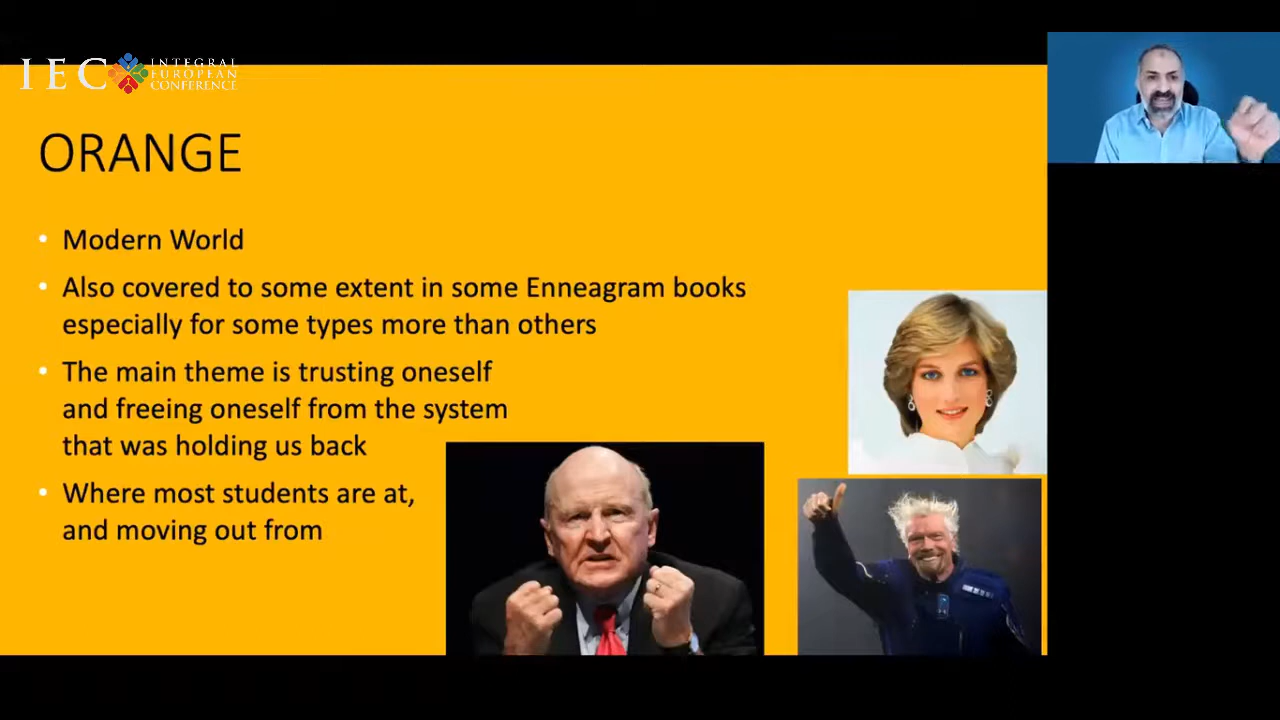 IEC INTEGRAL
EUROPEAN
CONFERENCE
ORANGE
• Modern World
• Also covered to some extent in some Enneagram books
especially for some types more than others
• The main theme is trusting oneself
and freeing oneself from the system
that was holding us back
• Where most students are at,
and moving out from